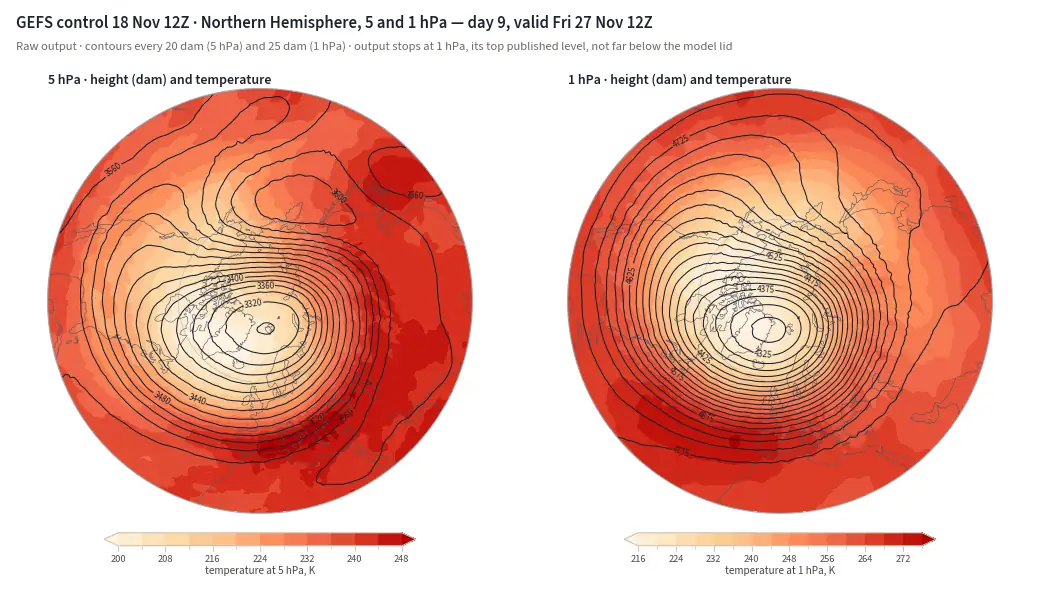 GEFS control 18 Nov 12Z · Northern Hemisphere, 5 and 1 hPa — day 9, valid Fri 27 Nov 12Z
Raw output · contours every 20 dam (5 hPa) and 25 dam (1 hPa) · output stops at 1 hPa, its top published level, not far below the model lid
5 hPa · height (dam) and temperature
1 hPa · height (dam) and temperature
3560
3600
3560
3400
3360
3320
3480
3440
4725
4625
4525
4375
4325
4425
200 208 216 224 232 240 248
temperature at 5 hPa, K
216 224 232 240 248 256 264 272
temperature at 1 hPa, K